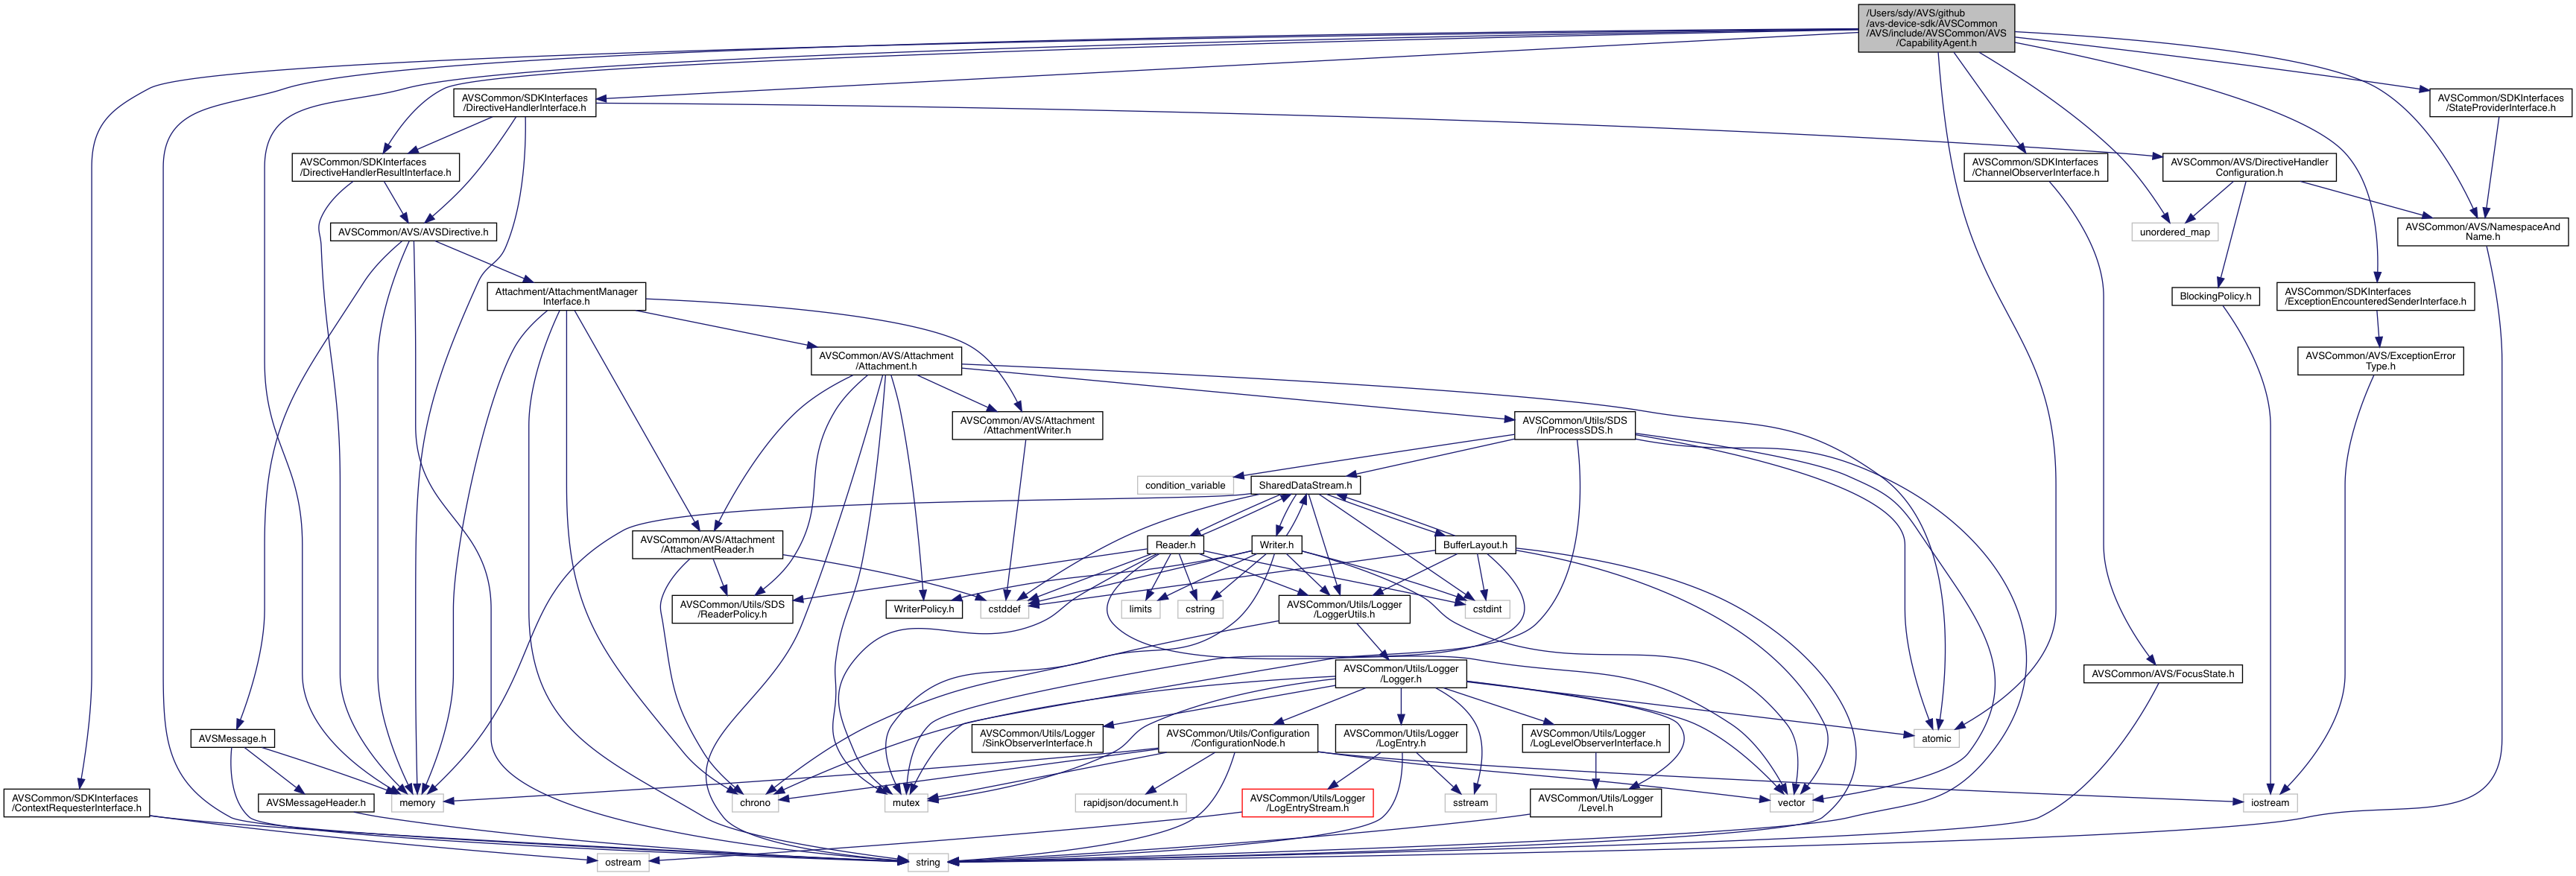 /Users/sdy/AVS/github
/avs-device-sdk/AVSCommon
/AVS/include/AVSCommon/AVS
/CapabilityAgent.h
AVSCommon/SDKInterfaces
/DirectiveHandlerInterface.h
AVSCommon/SDKInterfaces
/StateProviderInterface.h
AVSCommon/SDKInterfaces
/DirectiveHandlerResultInterface.h
AVSCommon/SDKInterfaces
/ChannelObserverInterface.h
AVSCommon/AVS/DirectiveHandler
Configuration.h
AVSCommon/AVS/AVSDirective.h
unordered_map
AVSCommon/AVS/NamespaceAnd
Name.h
Attachment/AttachmentManager
Interface.h
BlockingPolicy.h
AVSCommon/SDKInterfaces
/ExceptionEncounteredSenderInterface.h
AVSCommon/AVS/Attachment
/Attachment.h
AVSCommon/AVS/ExceptionError
Type.h
AVSCommon/AVS/Attachment
/AttachmentWriter.h
AVSCommon/Utils/SDS
/InProcessSDS.h
condition_variable
SharedDataStream.h
AVSCommon/AVS/Attachment
/AttachmentReader.h
Reader.h
Writer.h
BufferLayout.h
AVSCommon/Utils/SDS
/ReaderPolicy.h
WriterPolicy.h
cstddef
limits
cstring
AVSCommon/Utils/Logger
/LoggerUtils.h
cstdint
AVSCommon/Utils/Logger
/Logger.h
AVSCommon/AVS/FocusState.h
AVSMessage.h
AVSCommon/Utils/Logger
/SinkObserverInterface.h
AVSCommon/Utils/Configuration
/ConfigurationNode.h
AVSCommon/Utils/Logger
/LogEntry.h
AVSCommon/Utils/Logger
/LogLevelObserverInterface.h
atomic
AVSCommon/SDKInterfaces
/ContextRequesterInterface.h
AVSMessageHeader.h
memory
chrono
mutex
rapidjson/document.h
AVSCommon/Utils/Logger
/LogEntryStream.h
sstream
AVSCommon/Utils/Logger
/Level.h
vector
iostream
ostream
string